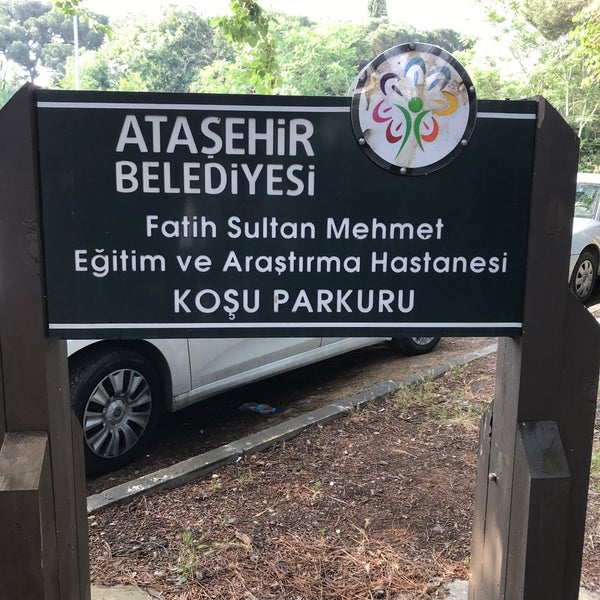 ATAŞEHİR
BELEDİYESİ
Fatih Sultan Mehmet
Eğitim ve Araştırma Hastanesi
KOŞU PARKURU